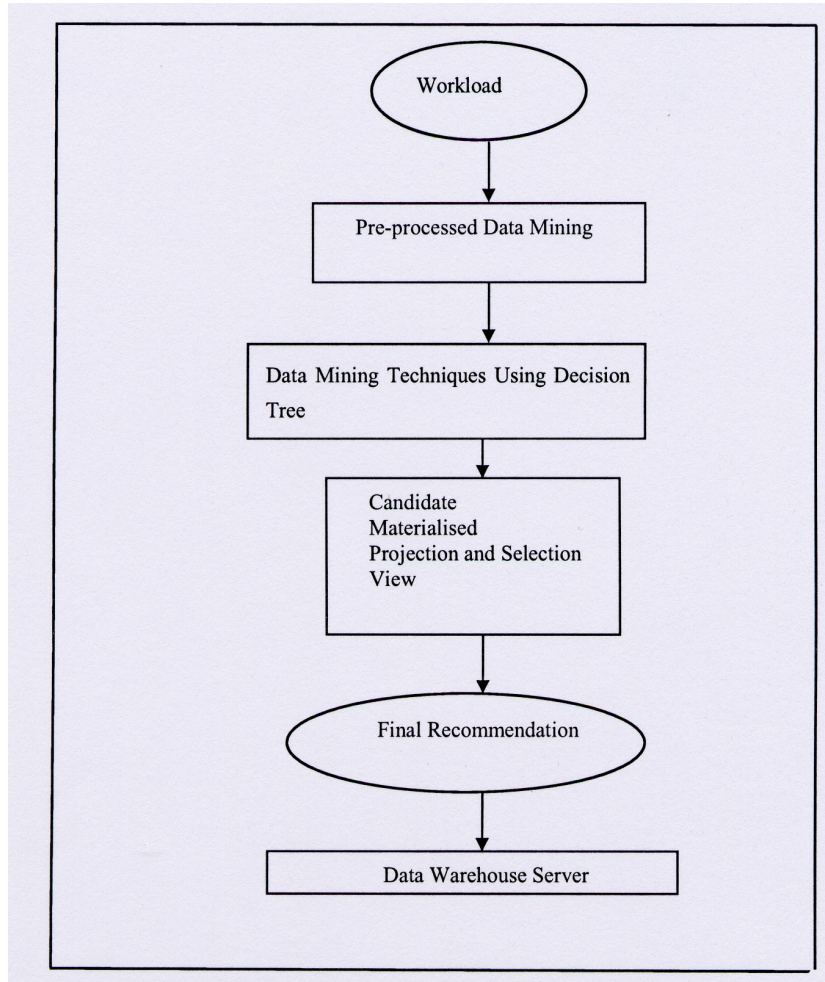 Workload
Pre-processed Data Mining
Data Mining Techniques Using Decision
Tree
Candidate
Materialised
Projection and Selection
View
Final Recommendation
Data Warehouse Server